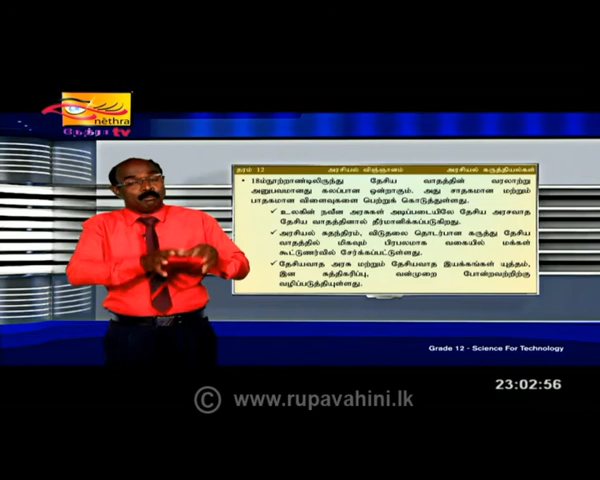 nethra
நேத்ரா tv
தரம் 12 அரசியல் விஞ்ஞானம் அரசியல் கருத்தியல்கள்
• 18ம்நூற்றாண்டிலிருந்து தேசிய வாதத்தின் வரலாற்று
அனுபவமானது கலப்பான ஒன்றாகும். அது சாதகமான மற்றும்
பாதகமான விளைவுகளை பெற்றுக் கொடுத்துள்ளது.
✓ உலகின் நவீன அரசுகள் அடிப்படையிலே தேசிய அரசவாத
தேசிய வாதத்தினால் தீர்மானிக்கப்படுகிறது.
✓ அரசியல் சுதந்திரம், விடுதலை தொடர்பான கருத்து தேசிய
வாதத்தில் மிகவும் பிரபலமாக வகையில் மக்கள்
கூட்டுணர்வில் சேர்க்கப்பட்டுள்ளது.
✓ தேசியவாத அரசு மற்றும் தேசியவாத இயக்கங்கள் யுத்தம்,
இன சுத்திகரிப்பு, வன்முறை போன்றவற்றிற்கு
வழிப்படுத்தியுள்ளது.
Grade 12 - Science For Technology
23:02:56
© www.rupavahini.lk